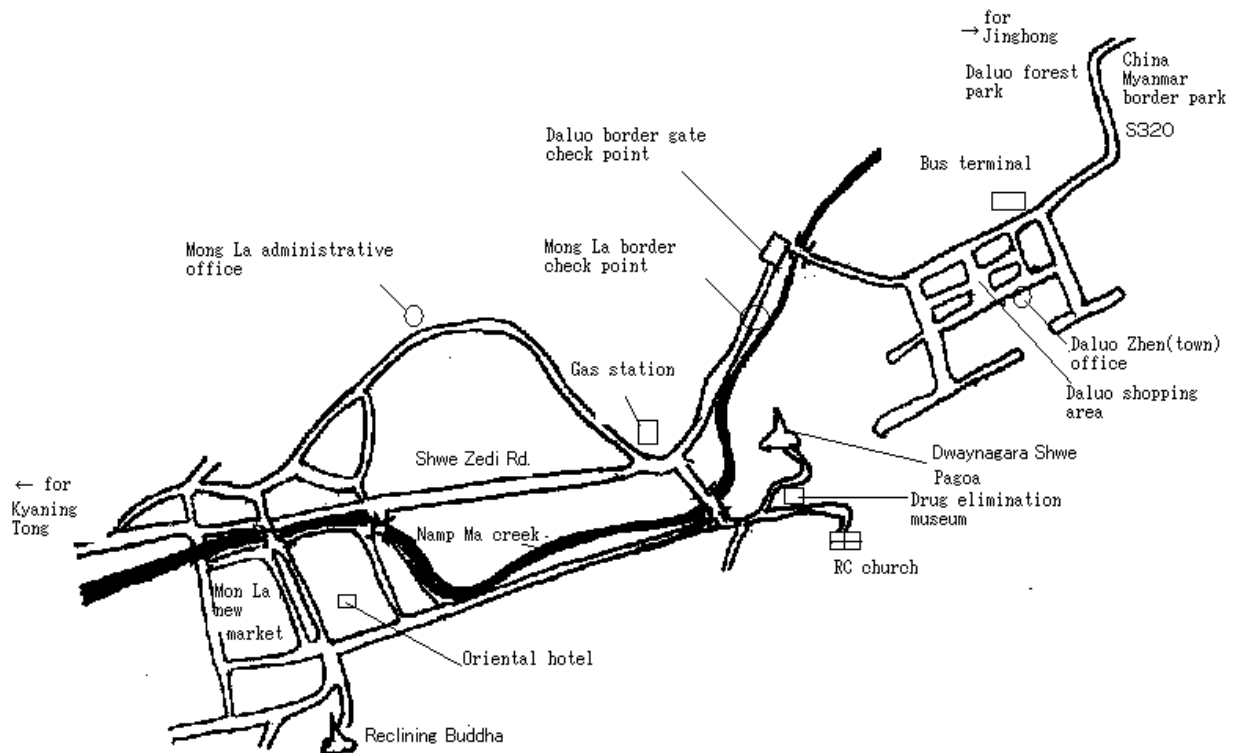 for
→ Jinghong
Daluo forest
park
China
Myanmar
border park
S320
Daluo border gate
check point
Bus terminal
Mong La administrative
office
Mong La border
check point
Gas station
Daluo Zhen(town)
office
Daluo shopping
area
Shwe Zedi Rd.
Dwaynagara Shwe
Pagoa
← for
Kyaning
Tong
Drug elimination
museum
Namp Ma creek
RC church
Mon La
new
market
Oriental hotel
Reclining Buddha